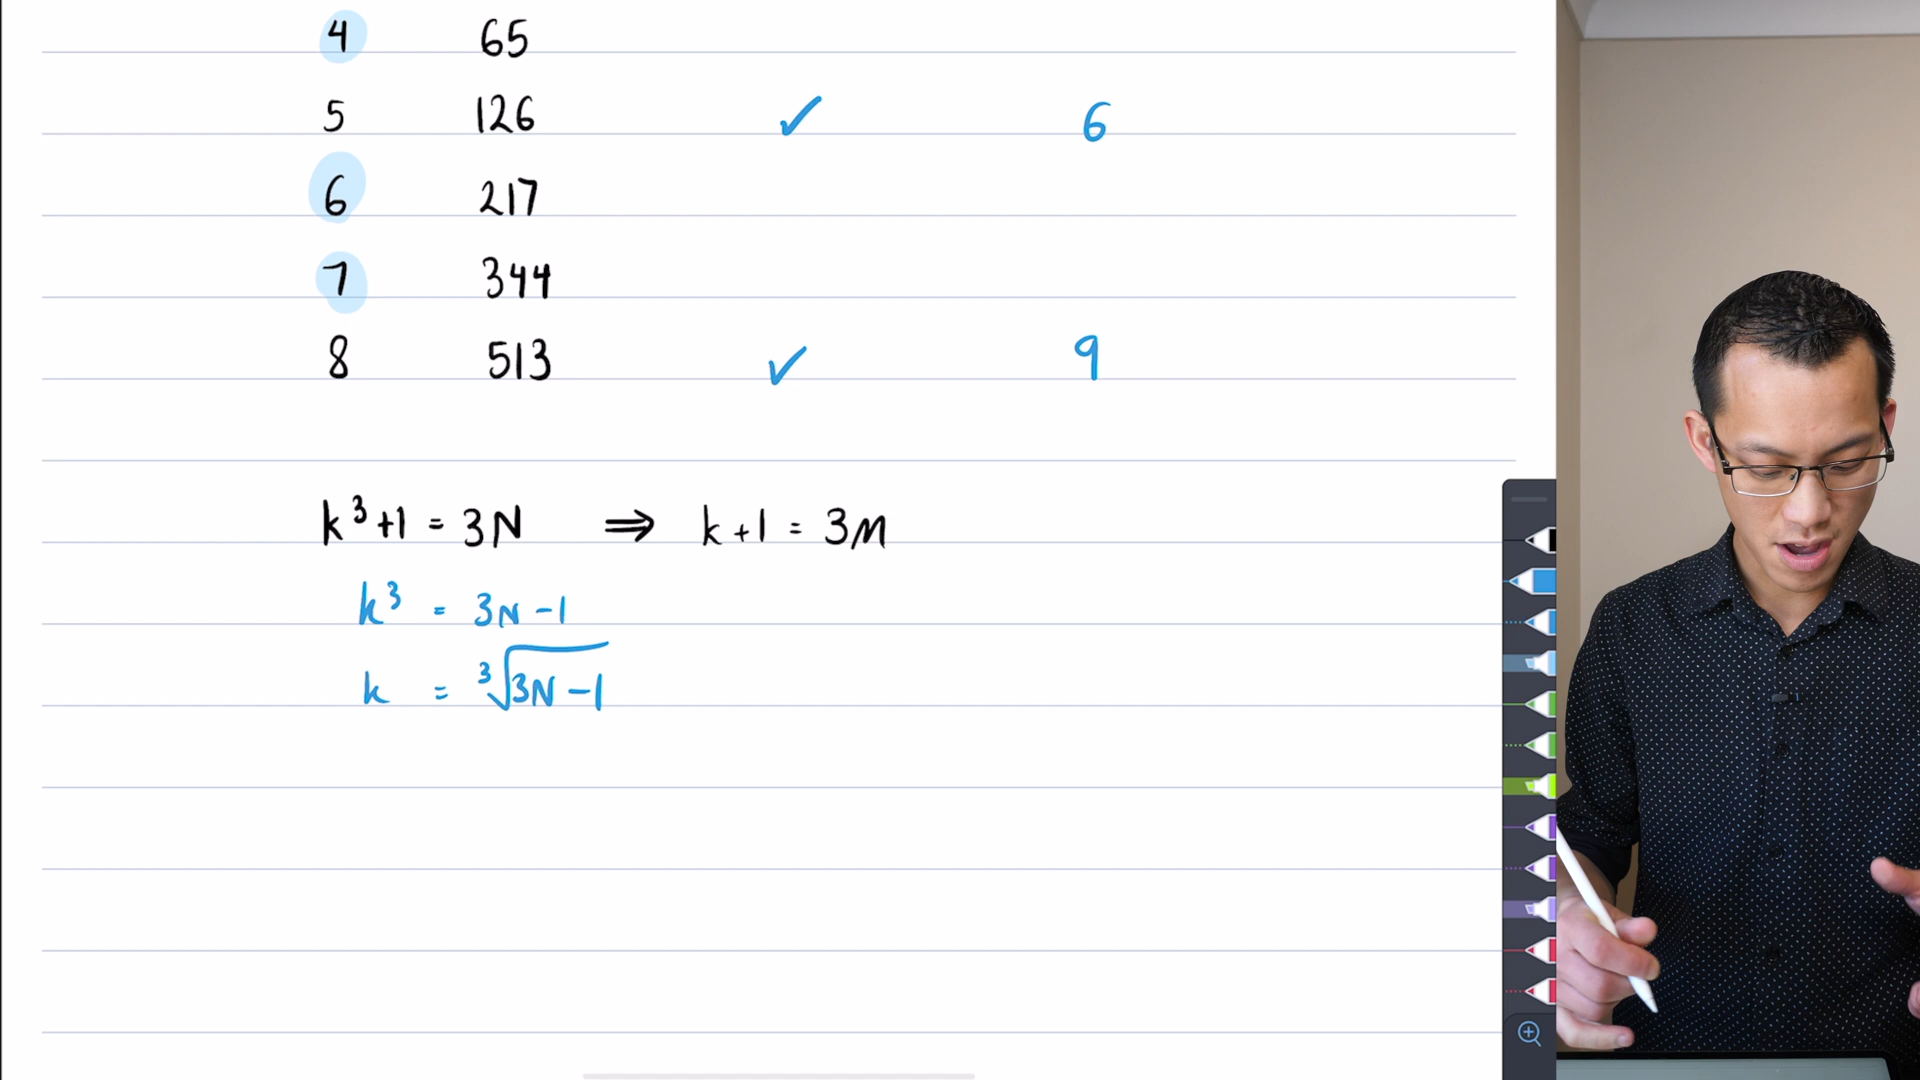 4 65
5 126 ✓ 6
6 217
7 344
8 513 ✓ 9
k³+1 = 3N ⇒ k+1 = 3M
k³ = 3N-1
k = ³√3N-1